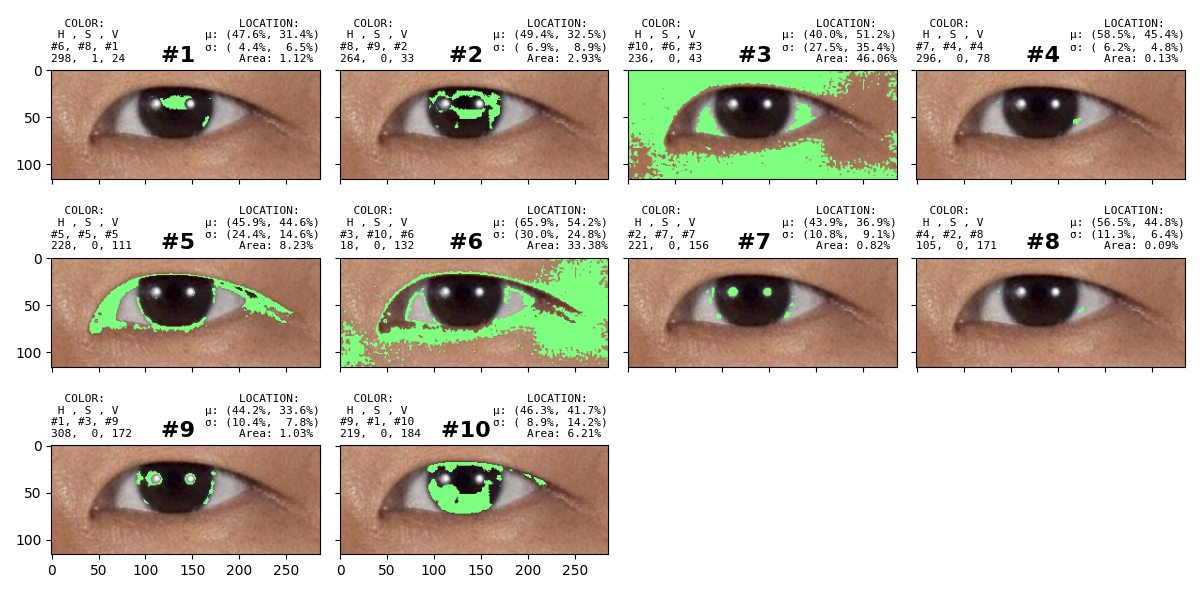 COLOR: LOCATION:
H , S , V μ: (47.6%, 31.4%)
#6, #8, #1 #1 σ: ( 4.4%, 6.5%)
298, 1, 24 Area: 1.12%
COLOR: LOCATION:
H , S , V μ: (49.4%, 32.5%)
#8, #9, #2 #2 σ: ( 6.9%, 8.9%)
264, 0, 33 Area: 2.93%
COLOR: LOCATION:
H , S , V μ: (40.0%, 51.2%)
#10, #6, #3 #3 σ: (27.5%, 35.4%)
236, 0, 43 Area: 46.06%
COLOR: LOCATION:
H , S , V μ: (58.5%, 45.4%)
#7, #4, #4 #4 σ: ( 6.2%, 4.8%)
296, 0, 78 Area: 0.13%
0
50
100
COLOR: LOCATION:
H , S , V μ: (45.9%, 44.6%)
#5, #5, #5 #5 σ: (24.4%, 14.6%)
228, 0, 111 Area: 8.23%
COLOR: LOCATION:
H , S , V μ: (65.9%, 54.2%)
#3, #10, #6 #6 σ: (30.0%, 24.8%)
18, 0, 132 Area: 33.38%
COLOR: LOCATION:
H , S , V μ: (43.9%, 36.9%)
#2, #7, #7 #7 σ: (10.8%, 9.1%)
221, 0, 156 Area: 0.82%
COLOR: LOCATION:
H , S , V μ: (56.5%, 44.8%)
#4, #2, #8 #8 σ: (11.3%, 6.4%)
105, 0, 171 Area: 0.09%
0
50
100
COLOR: LOCATION:
H , S , V μ: (44.2%, 33.6%)
#1, #3, #9 #9 σ: (10.4%, 7.8%)
308, 0, 172 Area: 1.03%
COLOR: LOCATION:
H , S , V μ: (46.3%, 41.7%)
#9, #1, #10 #10 σ: ( 8.9%, 14.2%)
219, 0, 184 Area: 6.21%
0
50
100
0 50 100 150 200 250
0 50 100 150 200 250